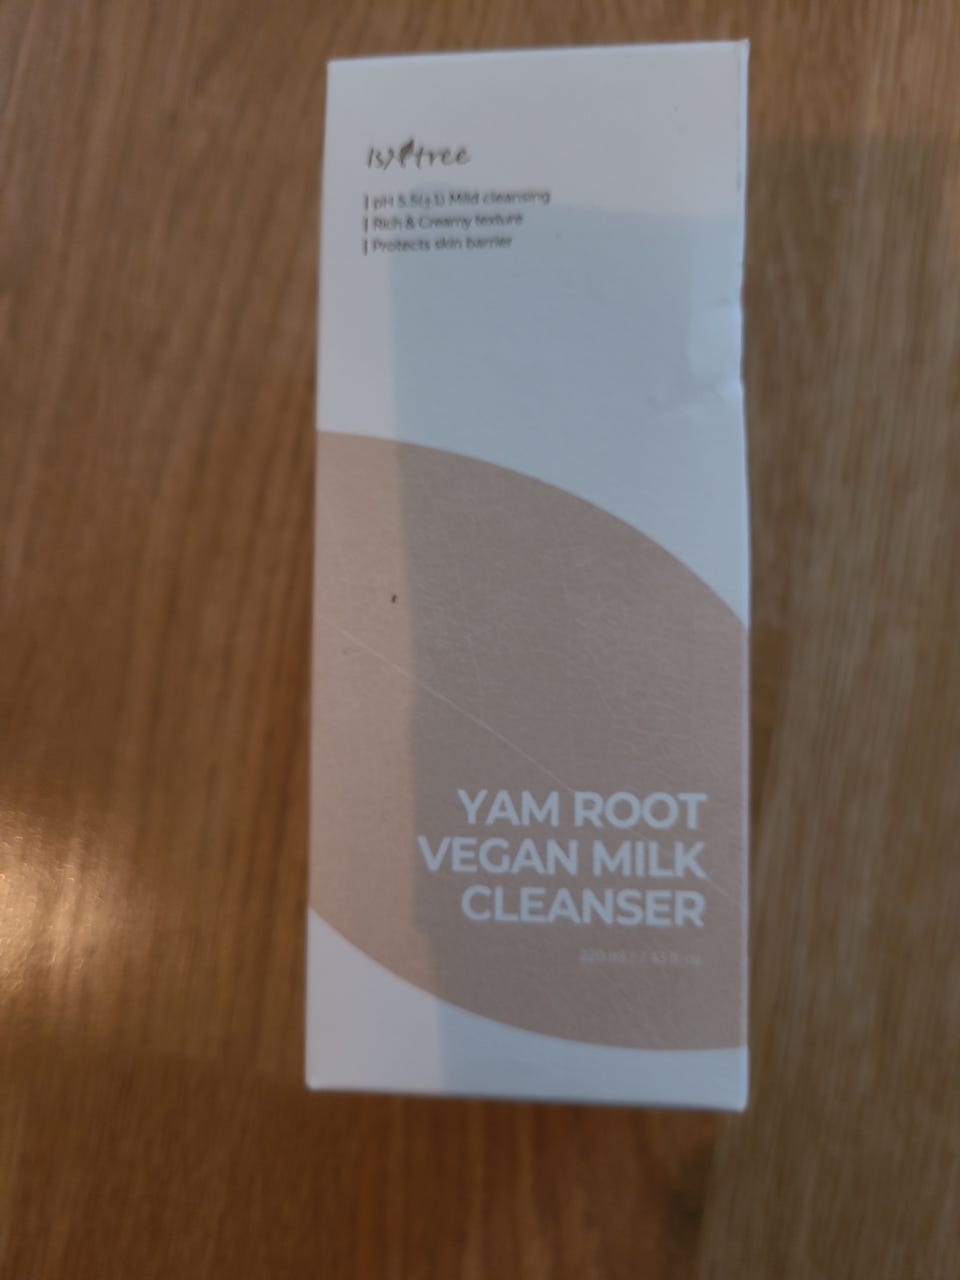 Isntree
pH 5.5(±1) Mild cleansing
Rich & Creamy texture
Protects skin barrier
YAM ROOT
VEGAN MILK
CLEANSER
220 mL / 7.43 fl. oz